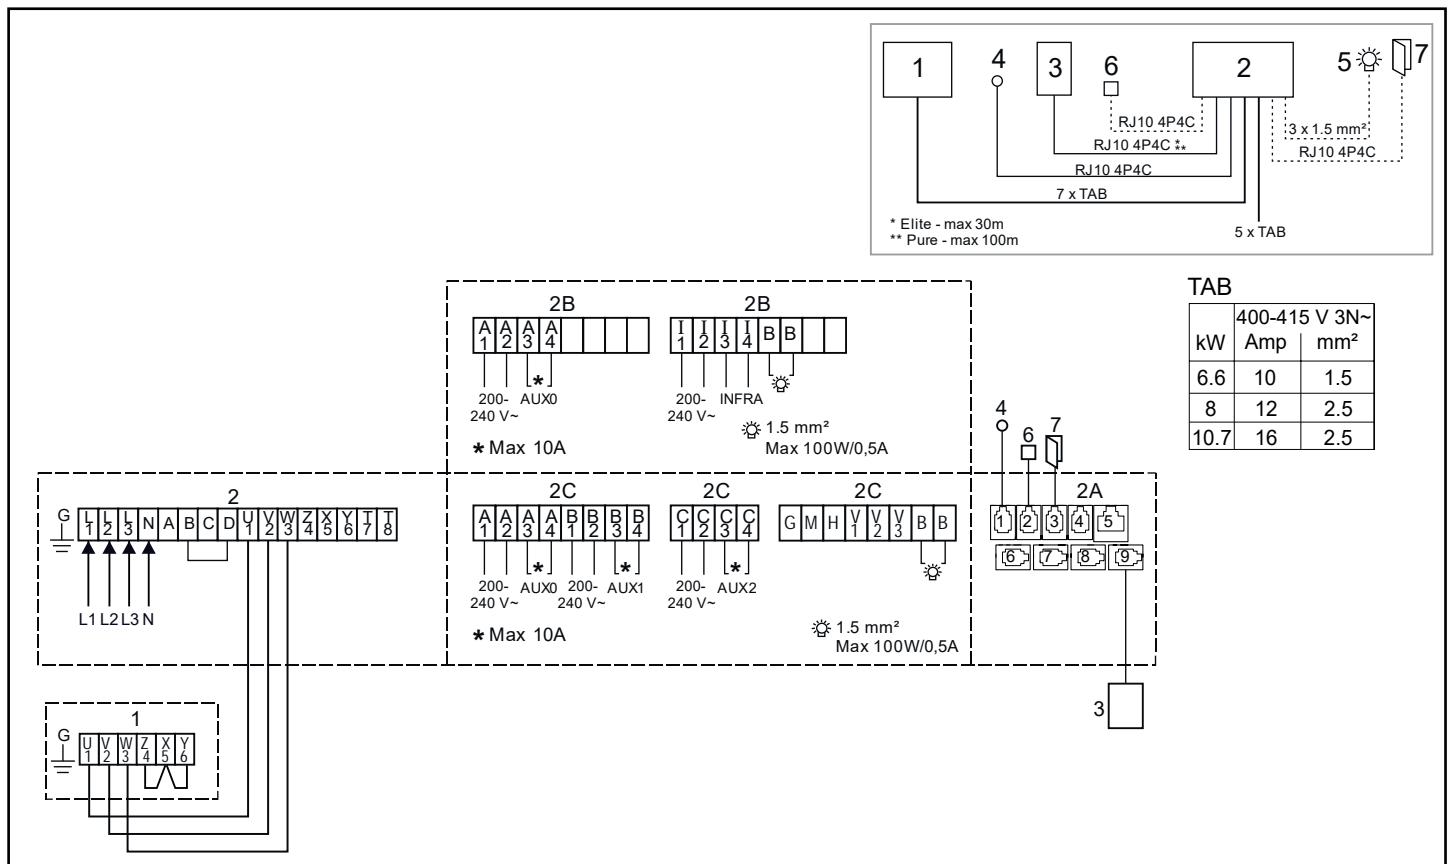 1
4
3
6
2
5
7
RJ10 4P4C
3 x 1.5 mm²
RJ10 4P4C * **
RJ10 4P4C
RJ10 4P4C
7 x TAB
* Elite - max 30m
** Pure - max 100m
5 x TAB
TAB
400-415 V 3N~
kW Amp mm²
6.6 10 1.5
8 12 2.5
10.7 16 2.5
2B
A1 A2 A3 A4
*
200-240 V~
AUX0
* Max 10A
2B
I1 I2 I3 I4 B B
200-240 V~
INFRA
1.5 mm²
Max 100W/0,5A
2
G
L1 L2 L3 N A B C D U1 V2 W3 Z4 X5 Y6 T7 T8
L1 L2 L3 N
2C
A1 A2 A3 A4 B1 B2 B3 B4
* *
200-240 V~
AUX0
200-240 V~
AUX1
* Max 10A
2C
C1 C2 C3 C4
*
200-240 V~
AUX2
2C
G M H V1 V2 V3 B B
1.5 mm²
Max 100W/0,5A
4
6
7
2A
1 2 3 4 5
6 7 8 9
3
1
G
U1 V2 W3 Z4 X5 Y6